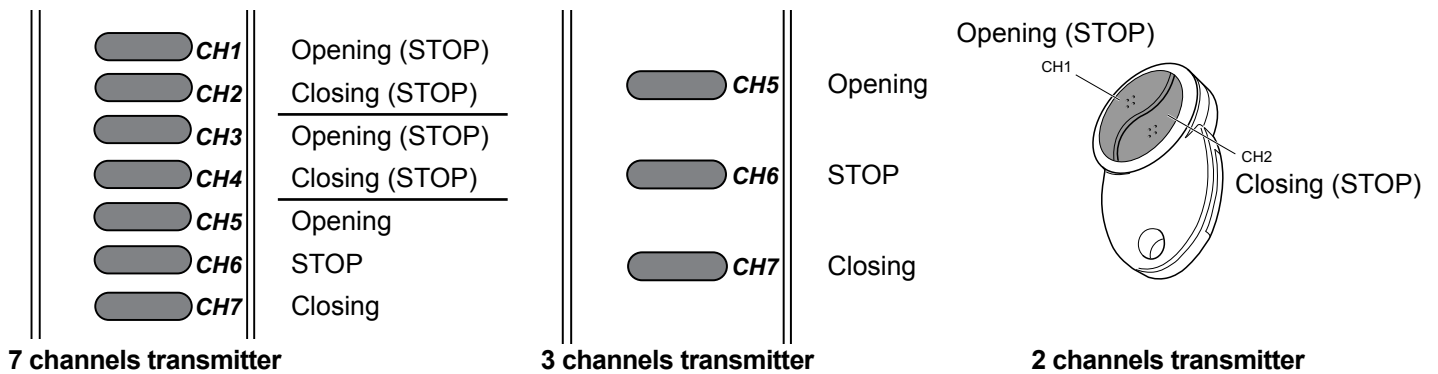 CH1 Opening (STOP)
CH2 Closing (STOP)
CH3 Opening (STOP)
CH4 Closing (STOP)
CH5 Opening
CH6 STOP
CH7 Closing
7 channels transmitter
CH5 Opening
CH6 STOP
CH7 Closing
3 channels transmitter
Opening (STOP)
CH1
CH2
Closing (STOP)
2 channels transmitter